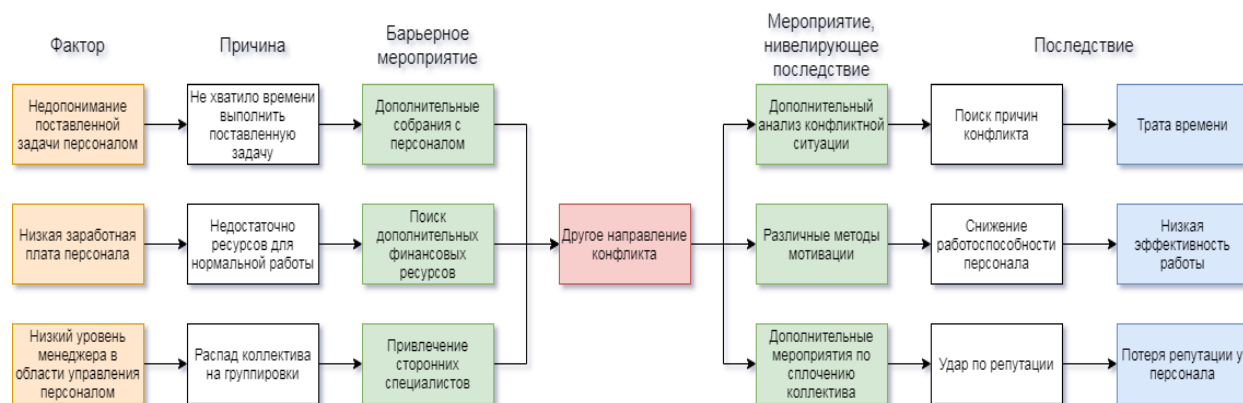 Фактор
Причина
Барьерное
мероприятие
Мероприятие,
нивелирующее
последствие
Последствие
Недопонимание
поставленной
задачи персоналом
Не хватило времени
выполнить
поставленную
задачу
Дополнительные
собрания с
персоналом
Дополнительный
анализ конфликтной
ситуации
Поиск причин
конфликта
Трата времени
Низкая заработная
плата персонала
Недостаточно
ресурсов для
нормальной работы
Поиск
дополнительных
финансовых
ресурсов
Другое направление
конфликта
Различные методы
мотивации
Снижение
работоспособности
персонала
Низкая
эффективность
работы
Низкий уровень
менеджера в
области управления
персоналом
Распад коллектива
на группировки
Привлечение
сторонних
специалистов
Дополнительные
мероприятия по
сплочению
коллектива
Удар по репутации
Потеря репутации у
персонала